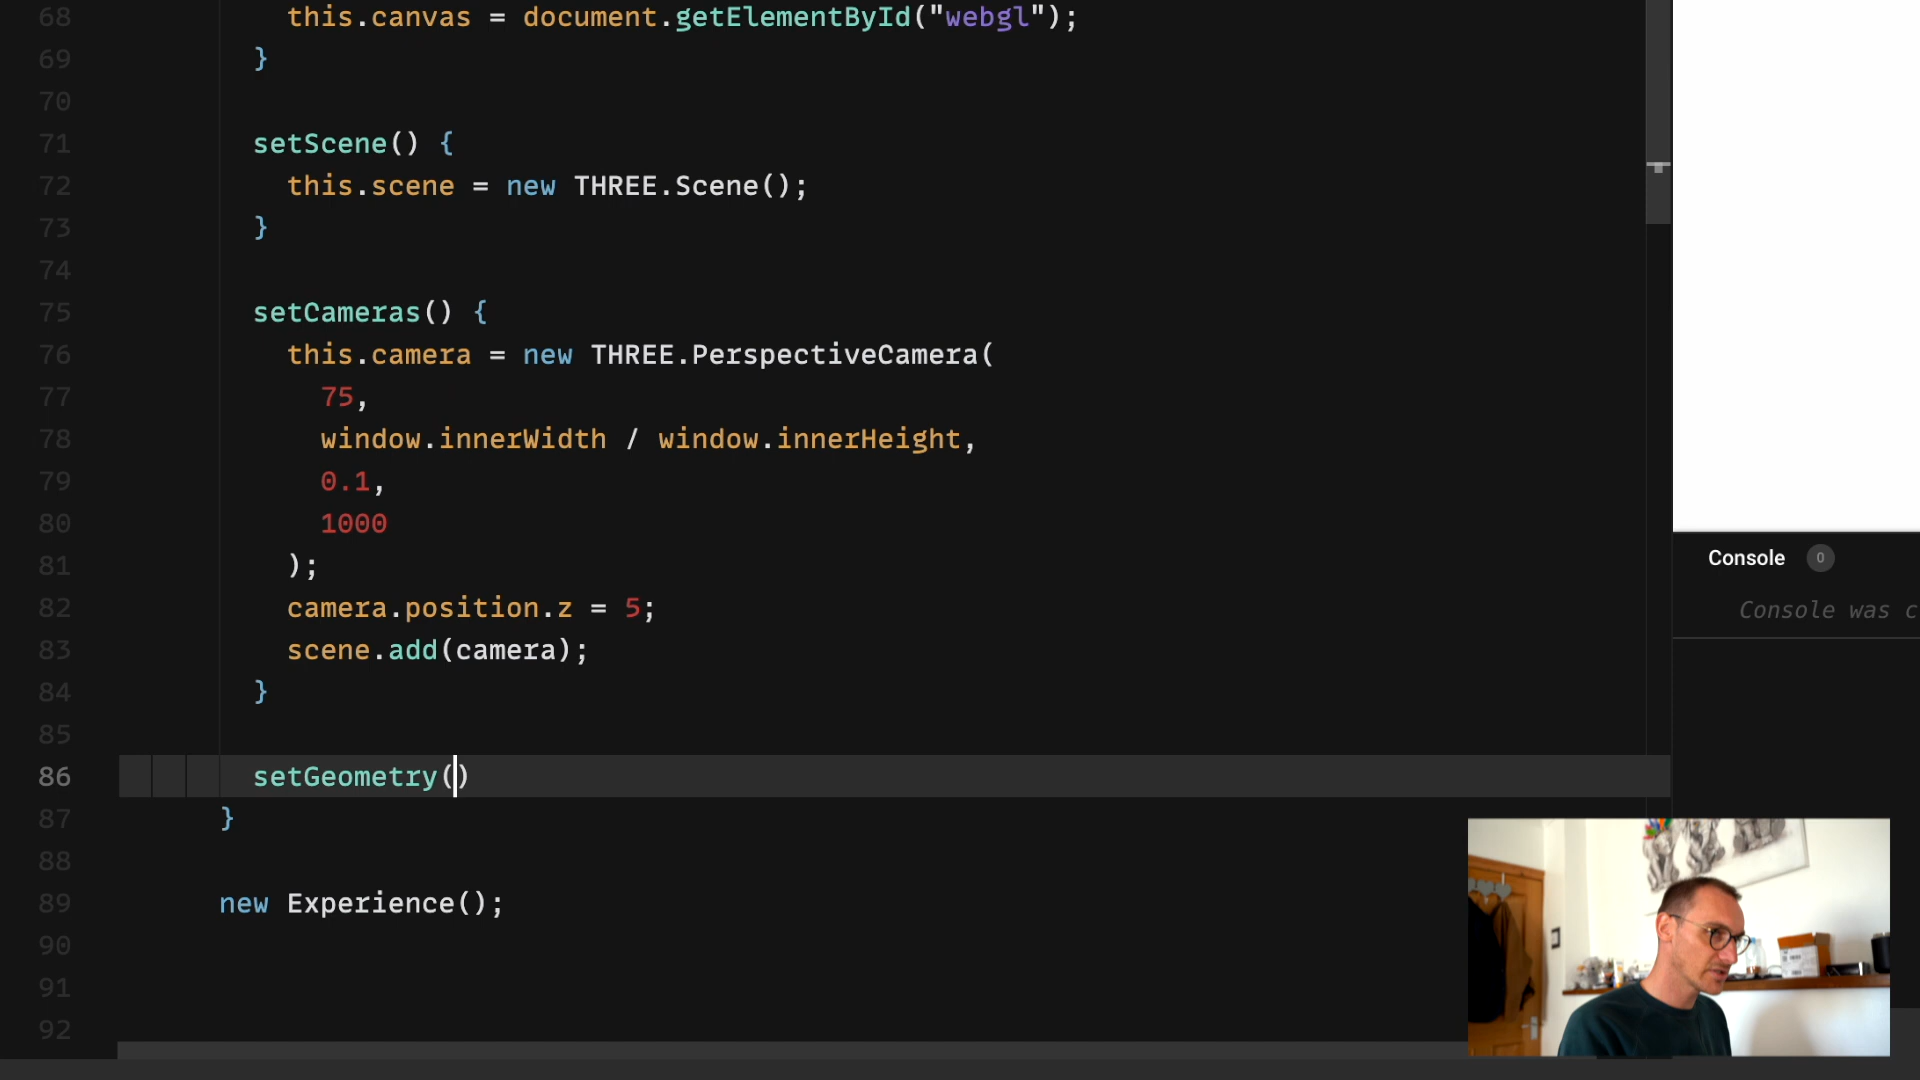 68 this.canvas = document.getElementById("webgl");
69 }
70
71 setScene() {
72 this.scene = new THREE.Scene();
73 }
74
75 setCameras() {
76 this.camera = new THREE.PerspectiveCamera(
77 75,
78 window.innerWidth / window.innerHeight,
79 0.1,
80 1000
81 );
82 camera.position.z = 5;
83 scene.add(camera);
84 }
85
86 setGeometry()
87 }
88
89 new Experience();
90
91
92
Console 0
Console was c